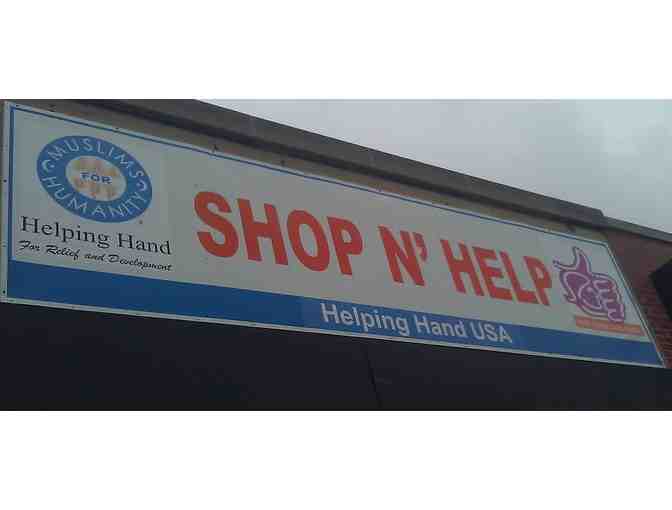 MUSLIMS
FOR
HUMANITY
Helping Hand
For Relief and Development
SHOP N' HELP
Helping Hand USA